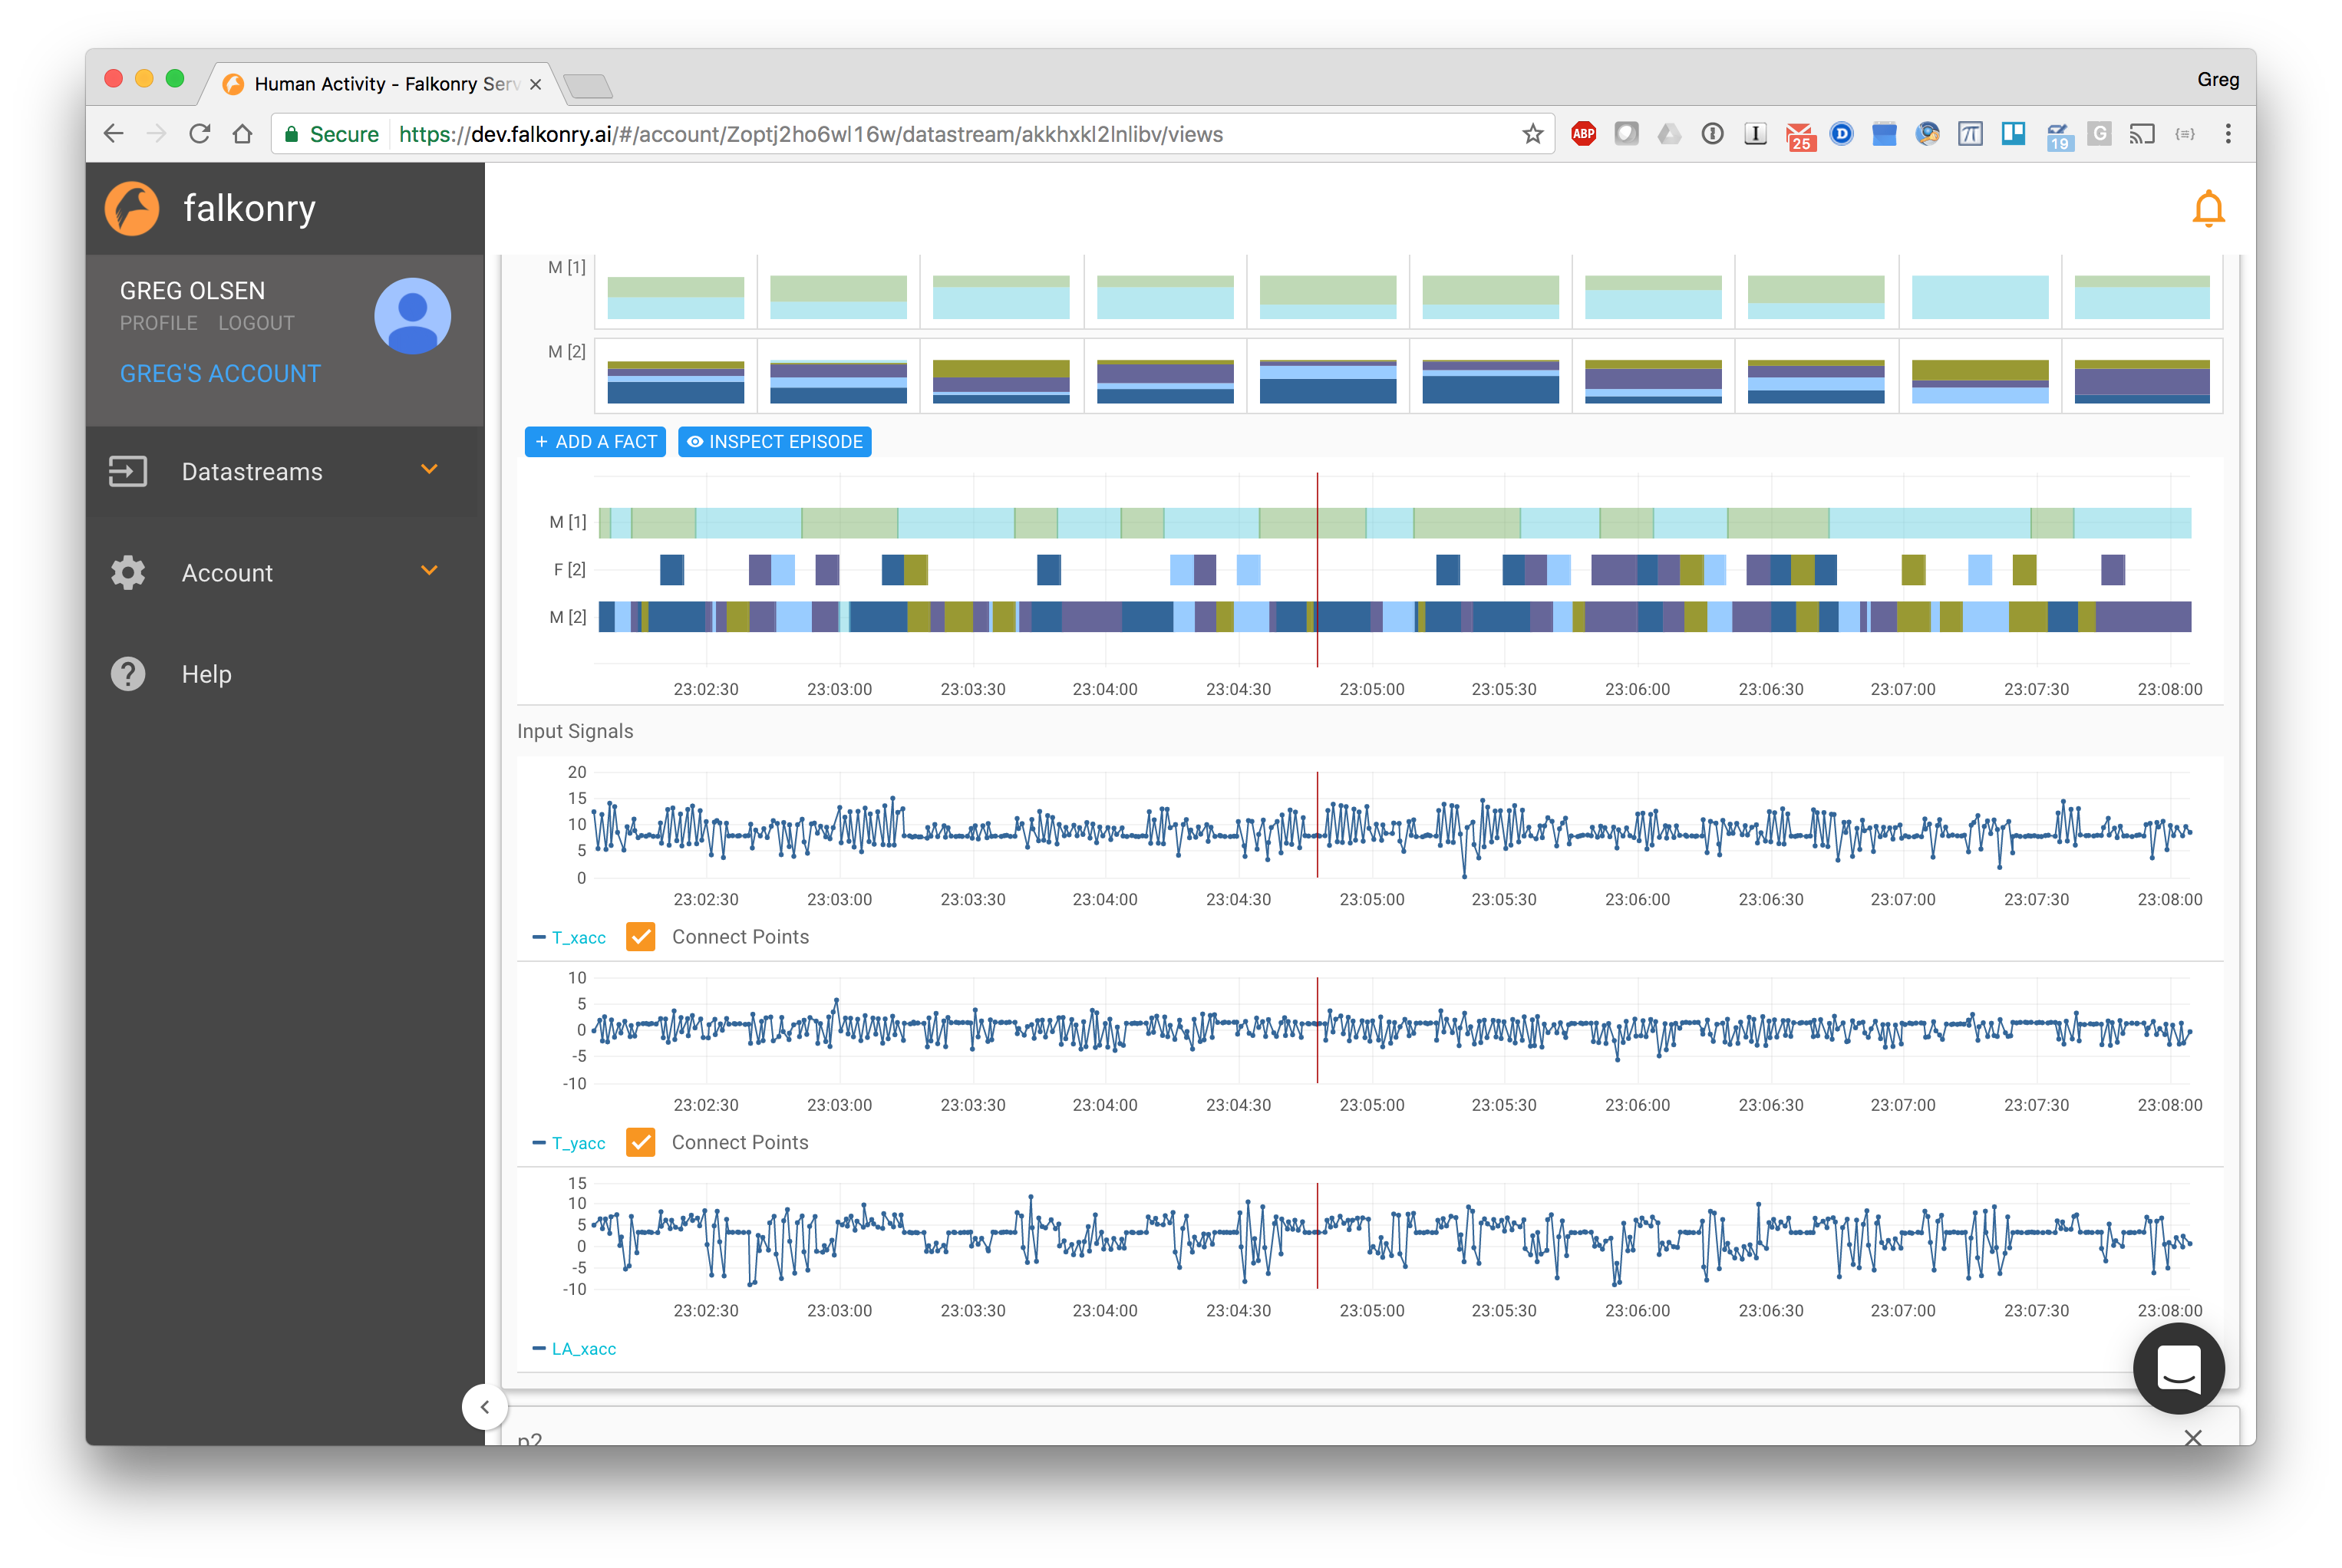 Human Activity - Falkonry Serv
Greg
Secure https://dev.falkonry.ai/#/account/Zoptj2ho6wl16w/datastream/akkhxkl2lnlibv/views
ABP
I
25
D
π
19
G
{≡}
falkonry
GREG OLSEN
PROFILE LOGOUT
GREG'S ACCOUNT
Datastreams
Account
? Help
M [1]
M [2]
+ ADD A FACT
INSPECT EPISODE
M [1]
F [2]
M [2]
23:02:30 23:03:00 23:03:30 23:04:00 23:04:30 23:05:00 23:05:30 23:06:00 23:06:30 23:07:00 23:07:30 23:08:00
Input Signals
20
15
10
5
0
23:02:30 23:03:00 23:03:30 23:04:00 23:04:30 23:05:00 23:05:30 23:06:00 23:06:30 23:07:00 23:07:30 23:08:00
T_xacc Connect Points
10
5
0
-5
-10
23:02:30 23:03:00 23:03:30 23:04:00 23:04:30 23:05:00 23:05:30 23:06:00 23:06:30 23:07:00 23:07:30 23:08:00
T_yacc Connect Points
15
10
5
0
-5
-10
23:02:30 23:03:00 23:03:30 23:04:00 23:04:30 23:05:00 23:05:30 23:06:00 23:06:30 23:07:00 23:07:30 23:08:00
LA_xacc
p2